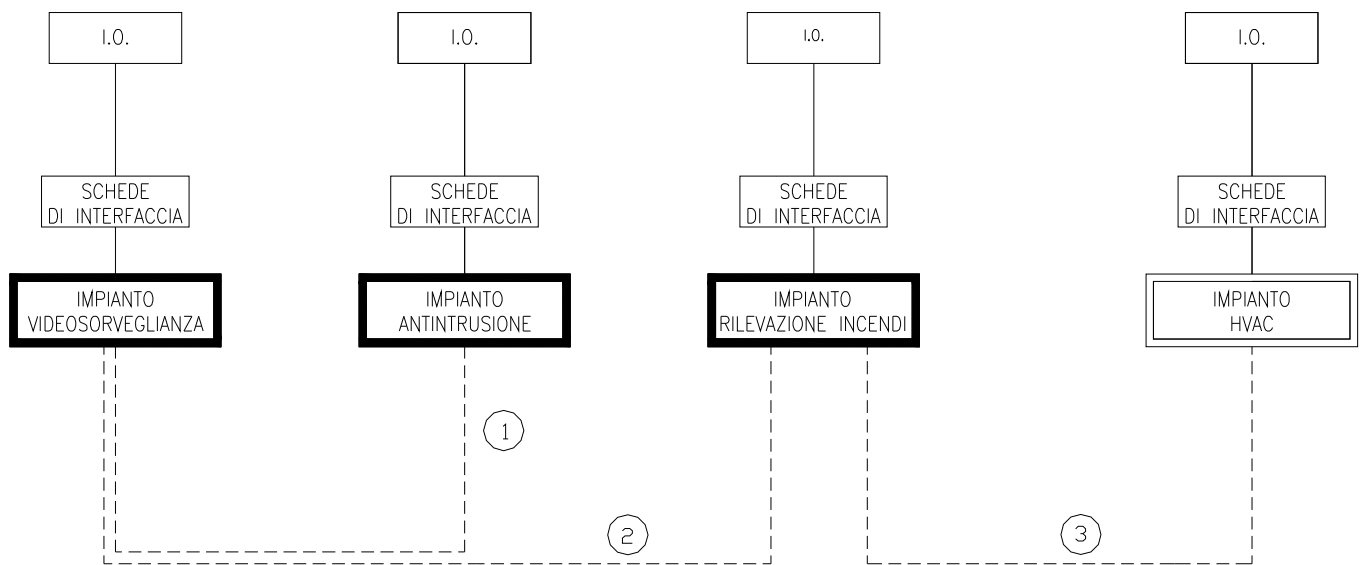 I.O.
I.O.
I.O.
I.O.
SCHEDE
DI INTERFACCIA
SCHEDE
DI INTERFACCIA
SCHEDE
DI INTERFACCIA
SCHEDE
DI INTERFACCIA
IMPIANTO
VIDEOSORVEGLIANZA
IMPIANTO
ANTINTRUSIONE
IMPIANTO
RILEVAZIONE INCENDI
IMPIANTO
HVAC
1
2
3